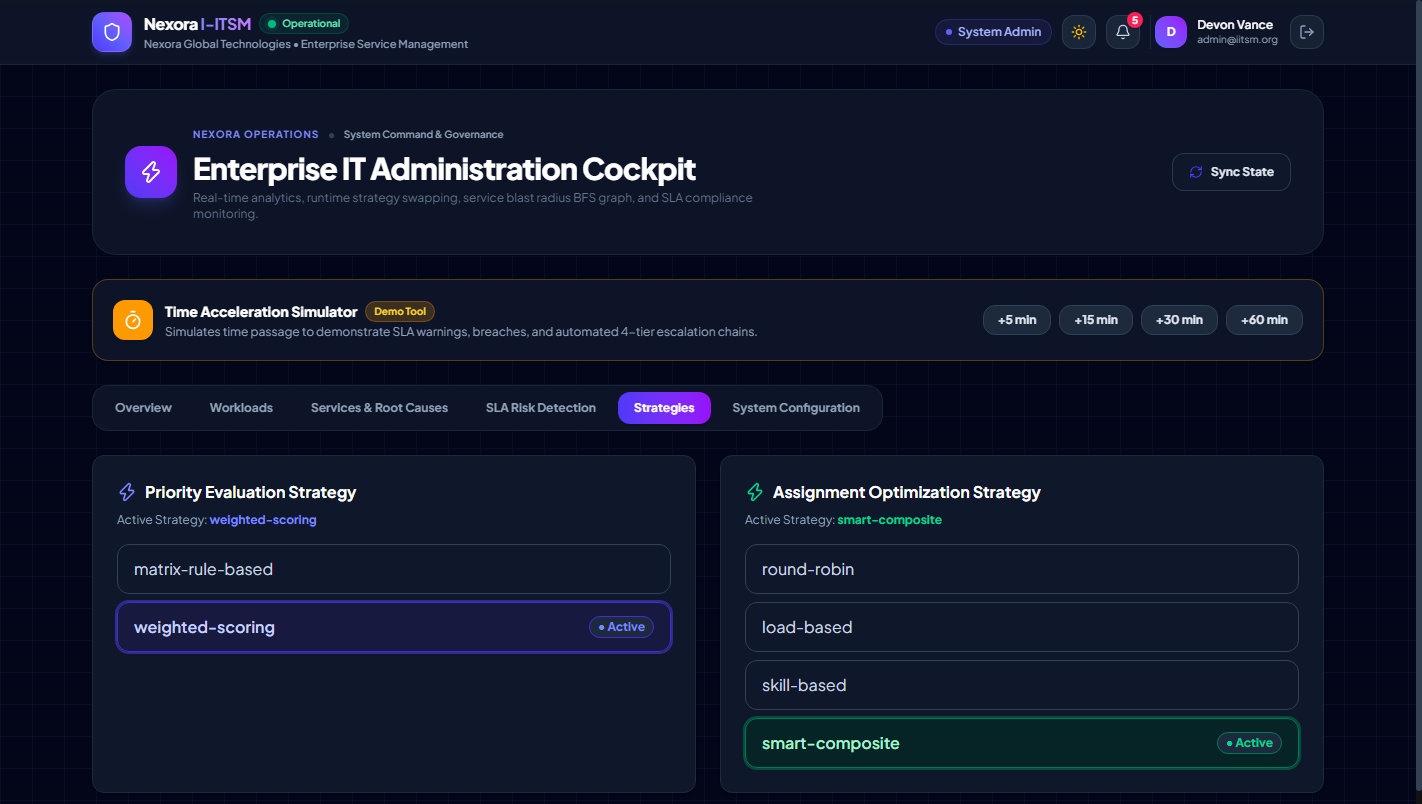 Nexora I-ITSM Operational
Nexora Global Technologies • Enterprise Service Management
System Admin
5
D
Devon Vance
admin@iitsm.org
NEXORA OPERATIONS • System Command & Governance
Enterprise IT Administration Cockpit
Real-time analytics, runtime strategy swapping, service blast radius BFS graph, and SLA compliance
monitoring.
Sync State
Time Acceleration Simulator Demo Tool
Simulates time passage to demonstrate SLA warnings, breaches, and automated 4-tier escalation chains.
+5 min +15 min +30 min +60 min
Overview Workloads Services & Root Causes SLA Risk Detection Strategies System Configuration
Priority Evaluation Strategy
Active Strategy: weighted-scoring
matrix-rule-based
weighted-scoring • Active
Assignment Optimization Strategy
Active Strategy: smart-composite
round-robin
load-based
skill-based
smart-composite • Active